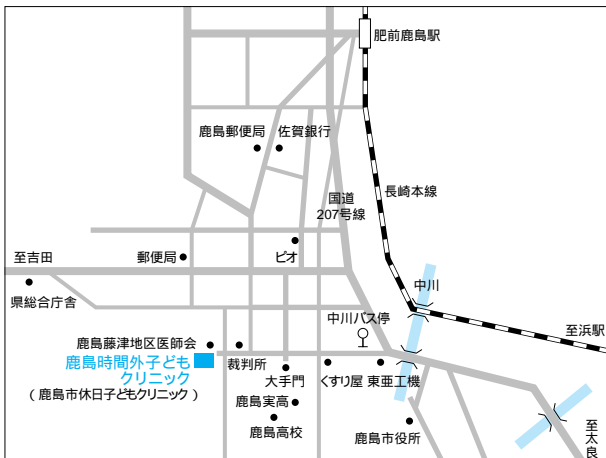 肥前鹿島駅
鹿島郵便局
佐賀銀行
長崎本線
国道
207号線
至吉田
郵便局
ピオ
県総合庁舎
中川
中川バス停
至浜駅
鹿島藤津地区医師会
鹿島時間外子ども
クリニック
(鹿島市休日子どもクリニック)
裁判所
大手門
くすり屋
東亜工機
鹿島実高
鹿島高校
鹿島市役所
至太良